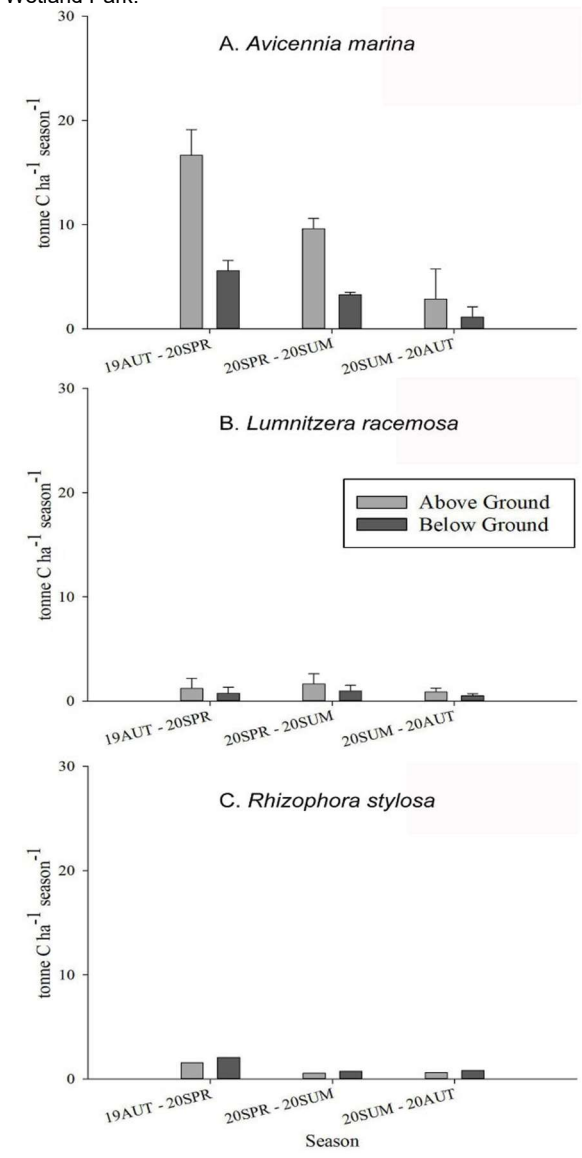 Wetland Park.
30
A. Avicennia marina
20
10
0
tonne C ha-1 season-1
19AUT - 20SPR
20SPR - 20SUM
20SUM - 20AUT
30
B. Lumnitzera racemosa
20
Above Ground
Below Ground
10
0
tonne C ha-1 season-1
19AUT - 20SPR
20SPR - 20SUM
20SUM - 20AUT
30
C. Rhizophora stylosa
20
10
0
tonne C ha-1 season-1
19AUT - 20SPR
20SPR - 20SUM
20SUM - 20AUT
Season